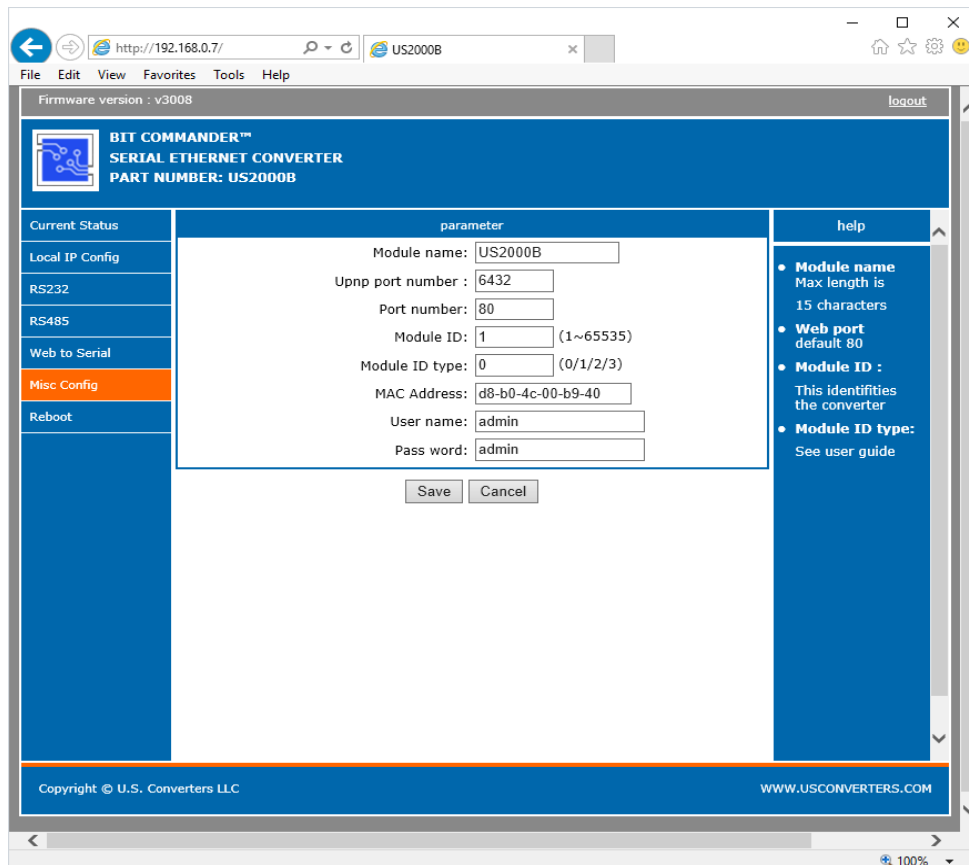 http://192.168.0.7/
US2000B
File Edit View Favorites Tools Help
Firmware version : v3008
logout
BIT COMMANDER™
SERIAL ETHERNET CONVERTER
PART NUMBER: US2000B
Current Status
Local IP Config
RS232
RS485
Web to Serial
Misc Config
Reboot
parameter
Module name: US2000B
Upnp port number : 6432
Port number: 80
Module ID: 1 (1~65535)
Module ID type: 0 (0/1/2/3)
MAC Address: d8-b0-4c-00-b9-40
User name: admin
Pass word: admin
Save Cancel
help
Module name
Max length is
15 characters
Web port
default 80
Module ID :
This identifities
the converter
Module ID type:
See user guide
Copyright © U.S. Converters LLC
WWW.USCONVERTERS.COM
100%